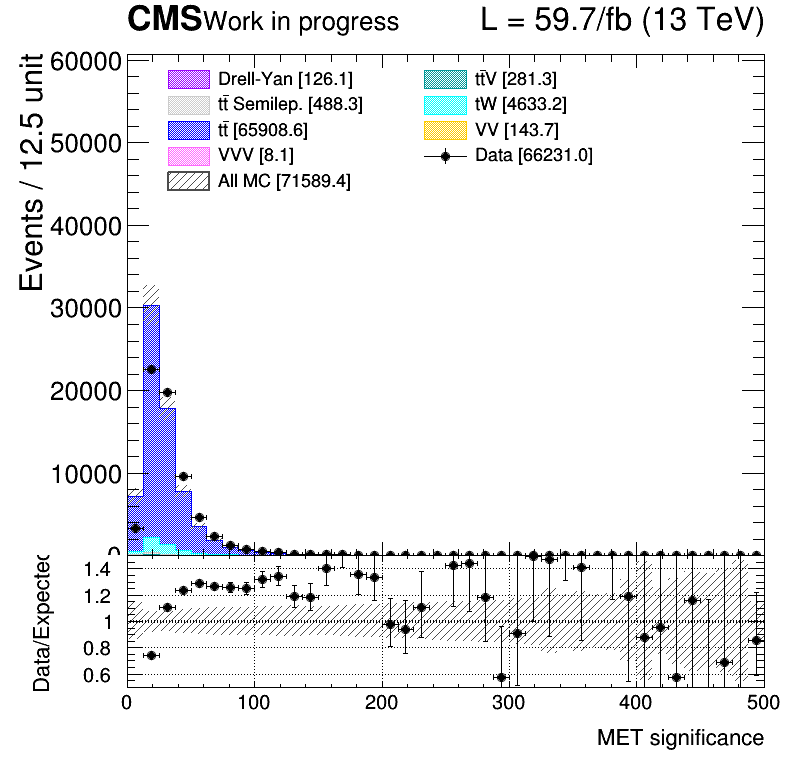 CMS Work in progress L = 59.7/fb (13 TeV)
Events / 12.5 unit
60000
50000
40000
30000
20000
10000
0
Drell-Yan [126.1]
tt̄ Semilep. [488.3]
tt̄ [65908.6]
VVV [8.1]
All MC [71589.4]
tt̄V [281.3]
tW [4633.2]
VV [143.7]
Data [66231.0]
Data/Expected
1.4
1.2
1
0.8
0.6
0 100 200 300 400 500
MET significance